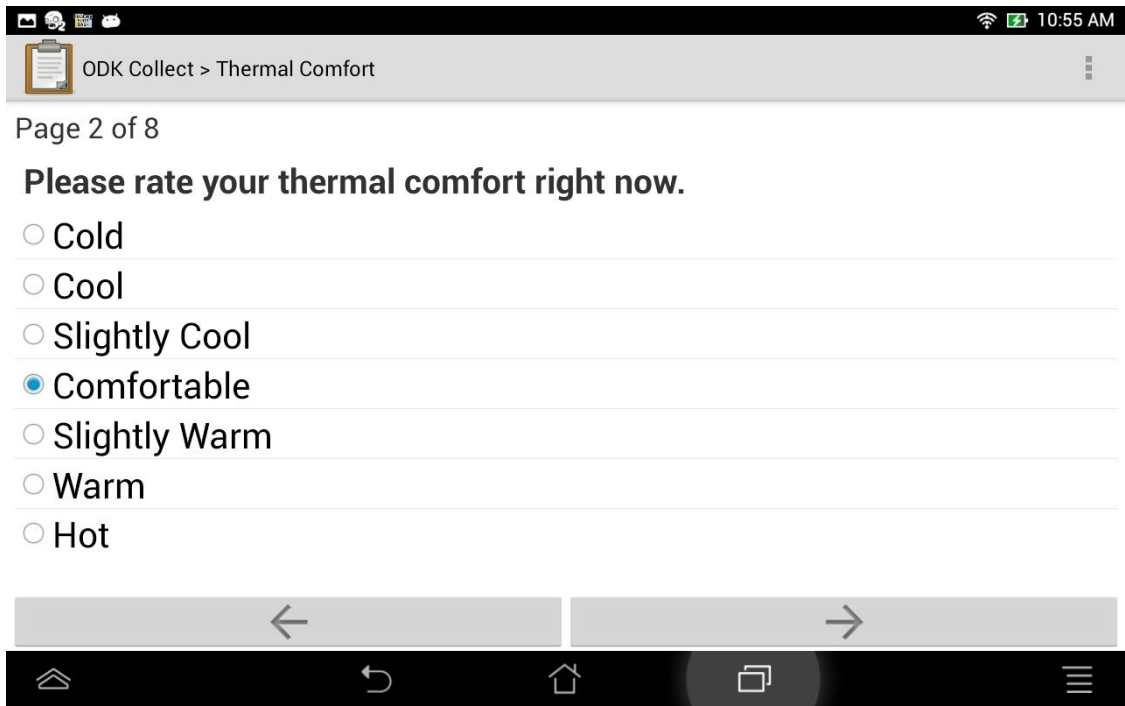 10:55 AM
ODK Collect > Thermal Comfort
Page 2 of 8
Please rate your thermal comfort right now.
Cold
Cool
Slightly Cool
Comfortable
Slightly Warm
Warm
Hot